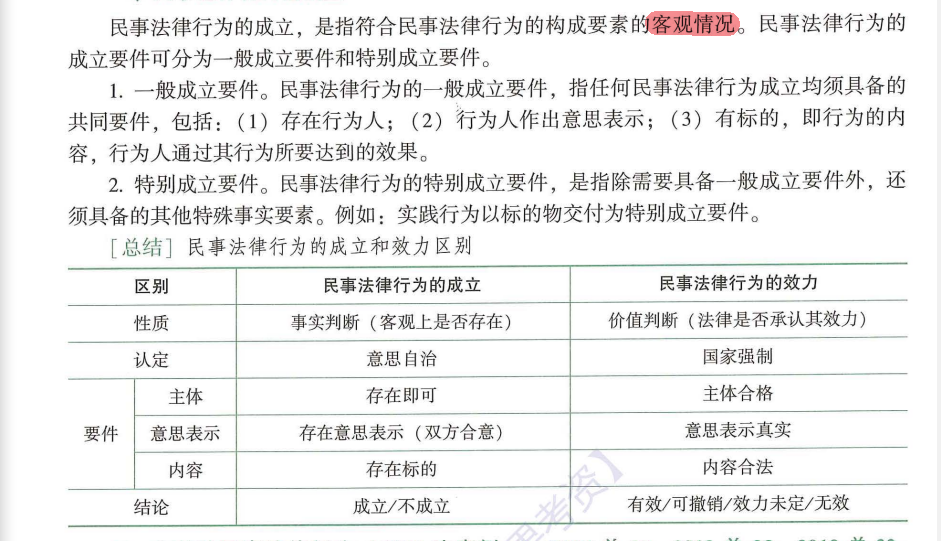 民事法律行为的成立，是指符合民事法律行为的构成要素的客观情况。民事法律行为的
成立要件可分为一般成立要件和特别成立要件。
1. 一般成立要件。民事法律行为的一般成立要件，指任何民事法律行为成立均须具备的
共同要件，包括：（1）存在行为人；（2）行为人作出意思表示；（3）有标的，即行为的内
容，行为人通过其行为所要达到的效果。
2. 特别成立要件。民事法律行为的特别成立要件，是指除需要具备一般成立要件外，还
须具备的其他特殊事实要素。例如：实践行为以标的物交付为特别成立要件。
［总结］民事法律行为的成立和效力区别
区别 民事法律行为的成立 民事法律行为的效力
性质 事实判断（客观上是否存在） 价值判断（法律是否承认其效力）
认定 意思自治 国家强制
要件 主体 存在即可 主体合格
意思表示 存在意思表示（双方合意） 意思表示真实
内容 存在标的 内容合法
结论 成立/不成立 有效/可撤销/效力未定/无效
考资】